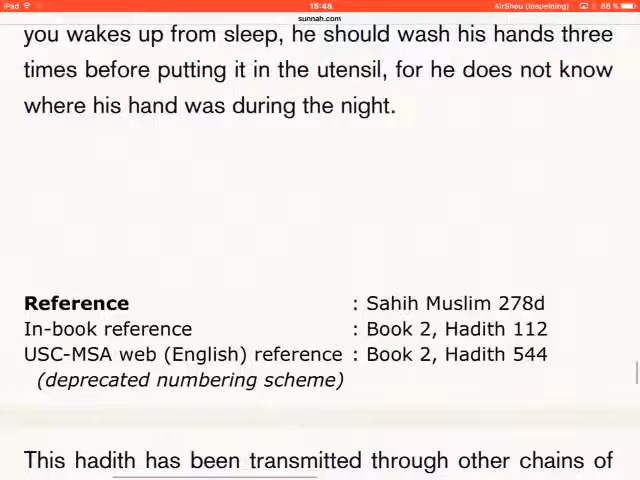 iPad 15:48 AirShou (Inspelning) 88 %
sunnah.com
you wakes up from sleep, he should wash his hands three
times before putting it in the utensil, for he does not know
where his hand was during the night.
Reference : Sahih Muslim 278d
In-book reference : Book 2, Hadith 112
USC-MSA web (English) reference : Book 2, Hadith 544
(deprecated numbering scheme)
This hadith has been transmitted through other chains of